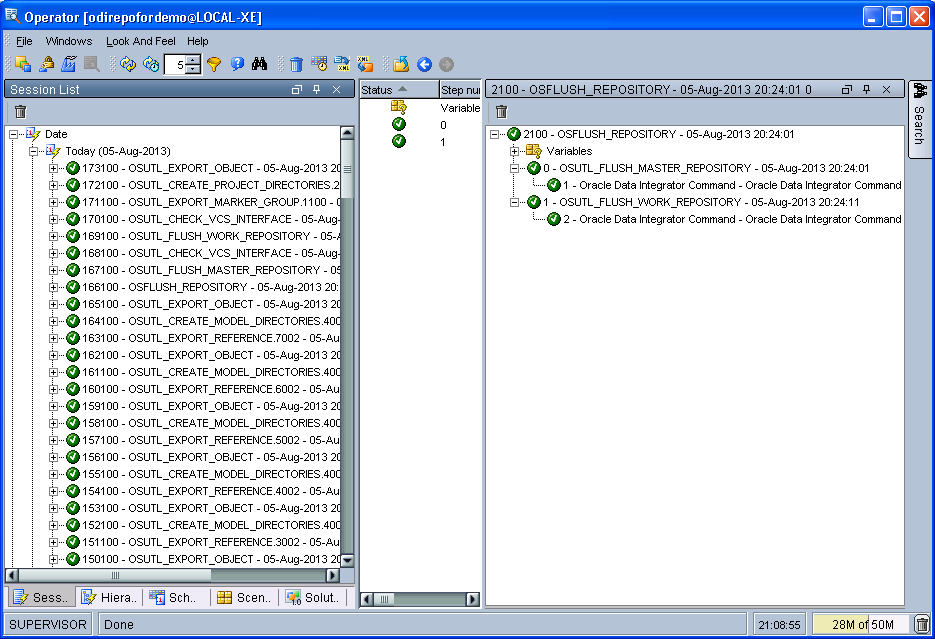 Operator [odirepofordemo@LOCAL-XE]
File Windows Look And Feel Help
5
Session List
Date
Today (05-Aug-2013)
173100 - OSUTL_EXPORT_OBJECT - 05-Aug-2013 20
172100 - OSUTL_CREATE_PROJECT_DIRECTORIES.2
171100 - OSUTL_EXPORT_MARKER_GROUP.1100 - 0
170100 - OSUTL_CHECK_VCS_INTERFACE - 05-Aug-
169100 - OSUTL_FLUSH_WORK_REPOSITORY - 05-A
168100 - OSUTL_CHECK_VCS_INTERFACE - 05-Aug-
167100 - OSUTL_FLUSH_MASTER_REPOSITORY - 05
166100 - OSFLUSH_REPOSITORY - 05-Aug-2013 20:
165100 - OSUTL_EXPORT_OBJECT - 05-Aug-2013 20
164100 - OSUTL_CREATE_MODEL_DIRECTORIES.400
163100 - OSUTL_EXPORT_REFERENCE.7002 - 05-Au
162100 - OSUTL_EXPORT_OBJECT - 05-Aug-2013 20
161100 - OSUTL_CREATE_MODEL_DIRECTORIES.400
160100 - OSUTL_EXPORT_REFERENCE.6002 - 05-Au
159100 - OSUTL_EXPORT_OBJECT - 05-Aug-2013 20
158100 - OSUTL_CREATE_MODEL_DIRECTORIES.400
157100 - OSUTL_EXPORT_REFERENCE.5002 - 05-Au
156100 - OSUTL_EXPORT_OBJECT - 05-Aug-2013 20
155100 - OSUTL_CREATE_MODEL_DIRECTORIES.400
154100 - OSUTL_EXPORT_REFERENCE.4002 - 05-Au
153100 - OSUTL_EXPORT_OBJECT - 05-Aug-2013 20
152100 - OSUTL_CREATE_MODEL_DIRECTORIES.400
151100 - OSUTL_EXPORT_REFERENCE.3002 - 05-Au
150100 - OSUTL_EXPORT_OBJECT - 05-Aug-2013 20
Sess.. Hiera.. Sch.. Scen.. Solut..
Status Step nu
Variable
0
1
2100 - OSFLUSH_REPOSITORY - 05-Aug-2013 20:24:01 0
2100 - OSFLUSH_REPOSITORY - 05-Aug-2013 20:24:01
Variables
0 - OSUTL_FLUSH_MASTER_REPOSITORY - 05-Aug-2013 20:24:01
1 - Oracle Data Integrator Command - Oracle Data Integrator Command
1 - OSUTL_FLUSH_WORK_REPOSITORY - 05-Aug-2013 20:24:11
2 - Oracle Data Integrator Command - Oracle Data Integrator Command
Search
SUPERVISOR Done 21:08:55 28M of 50M